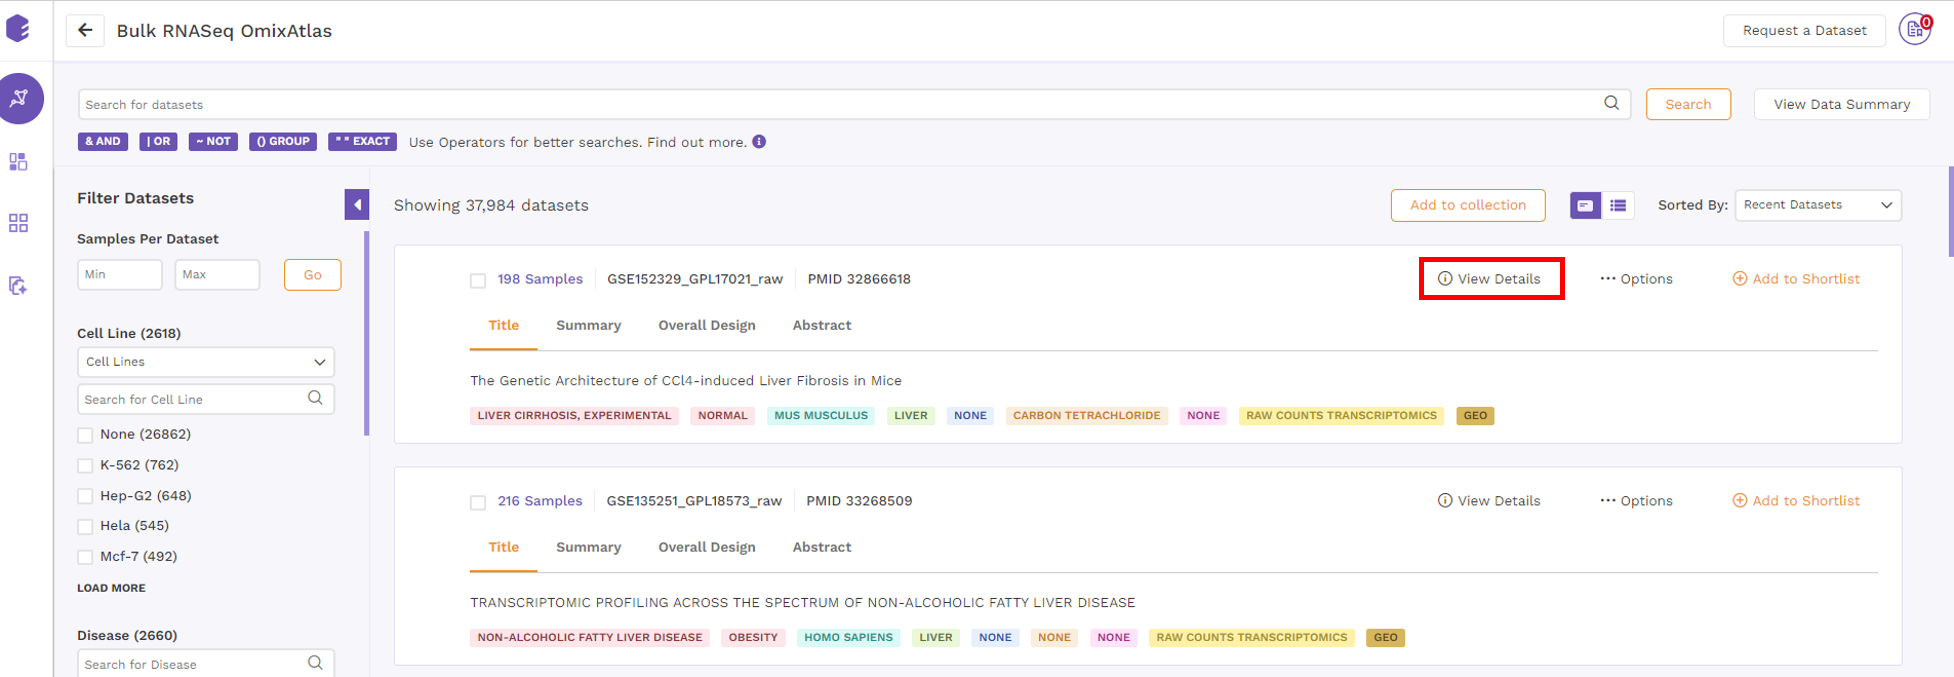 Bulk RNASeq OmixAtlas
Request a Dataset
0
Search for datasets
Search
View Data Summary
& AND
| OR
~ NOT
() GROUP
" " EXACT
Use Operators for better searches. Find out more.
Filter Datasets
Samples Per Dataset
Min
Max
Go
Cell Line (2618)
Cell Lines
Search for Cell Line
None (26862)
K-562 (762)
Hep-G2 (648)
Hela (545)
Mcf-7 (492)
LOAD MORE
Disease (2660)
Search for Disease
Showing 37,984 datasets
Add to collection
Sorted By:
Recent Datasets
198 Samples
GSE152329_GPL17021_raw
PMID 32866618
View Details
Options
Add to Shortlist
Title
Summary
Overall Design
Abstract
The Genetic Architecture of CCl4-induced Liver Fibrosis in Mice
LIVER CIRRHOSIS, EXPERIMENTAL
NORMAL
MUS MUSCULUS
LIVER
NONE
CARBON TETRACHLORIDE
NONE
RAW COUNTS TRANSCRIPTOMICS
GEO
216 Samples
GSE135251_GPL18573_raw
PMID 33268509
View Details
Options
Add to Shortlist
Title
Summary
Overall Design
Abstract
TRANSCRIPTOMIC PROFILING ACROSS THE SPECTRUM OF NON-ALCOHOLIC FATTY LIVER DISEASE
NON-ALCOHOLIC FATTY LIVER DISEASE
OBESITY
HOMO SAPIENS
LIVER
NONE
NONE
NONE
RAW COUNTS TRANSCRIPTOMICS
GEO